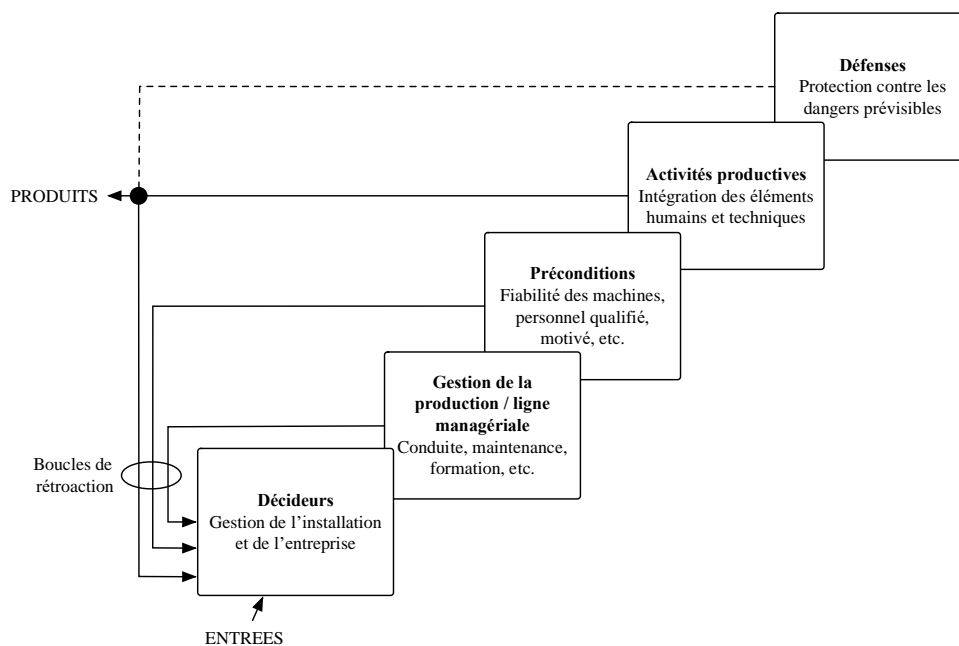 Défenses
Protection contre les
dangers prévisibles
Activités productives
Intégration des éléments
humains et techniques
PRODUITS
Préconditions
Fiabilité des machines,
personnel qualifié,
motivé, etc.
Gestion de la
production / ligne
managériale
Conduite, maintenance,
formation, etc.
Boucles de
rétroaction
Décideurs
Gestion de l’installation
et de l’entreprise
ENTREES